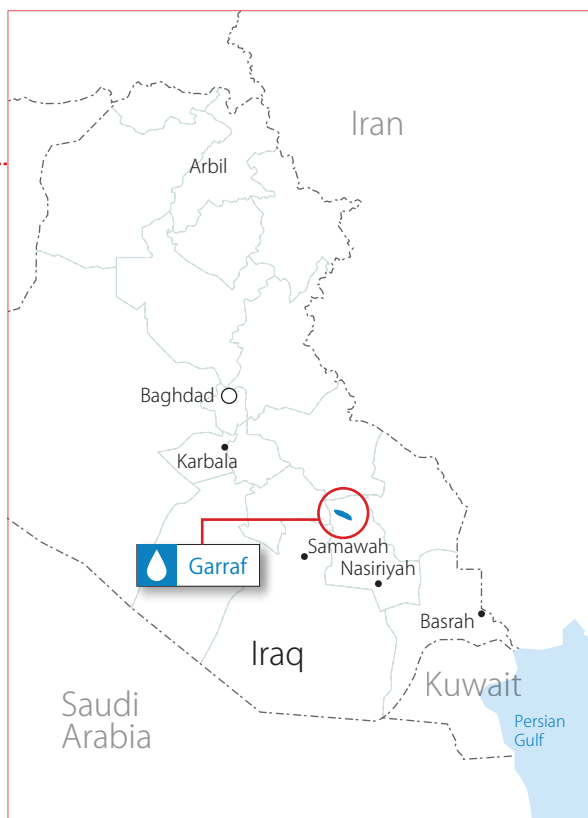 Iran
Arbil
Baghdad
Karbala
Samawah
Garraf
Nasiriyah
Basrah
Iraq
Kuwait
Saudi
Arabia
Persian
Gulf